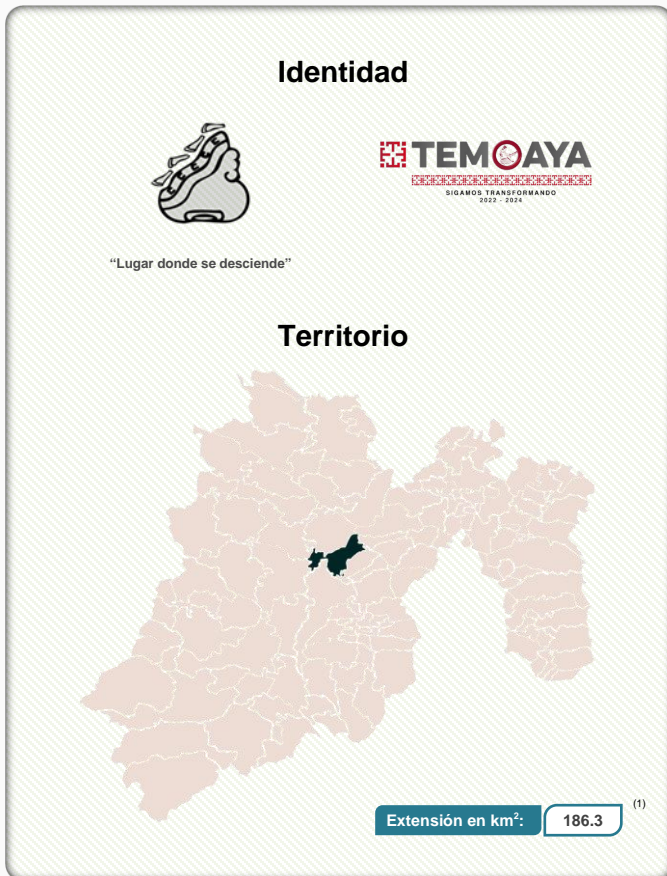 Identidad
TEMOAYA
SIGAMOS TRANSFORMANDO
2022 - 2024
“Lugar donde se desciende”
Territorio
(1)
Extensión en km²: 186.3